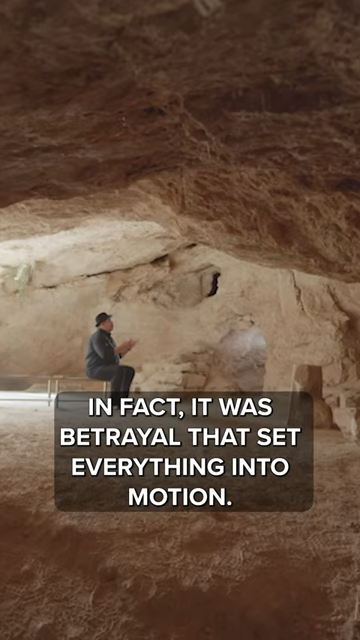 IN FACT, IT WAS
BETRAYAL THAT SET
EVERYTHING INTO
MOTION.